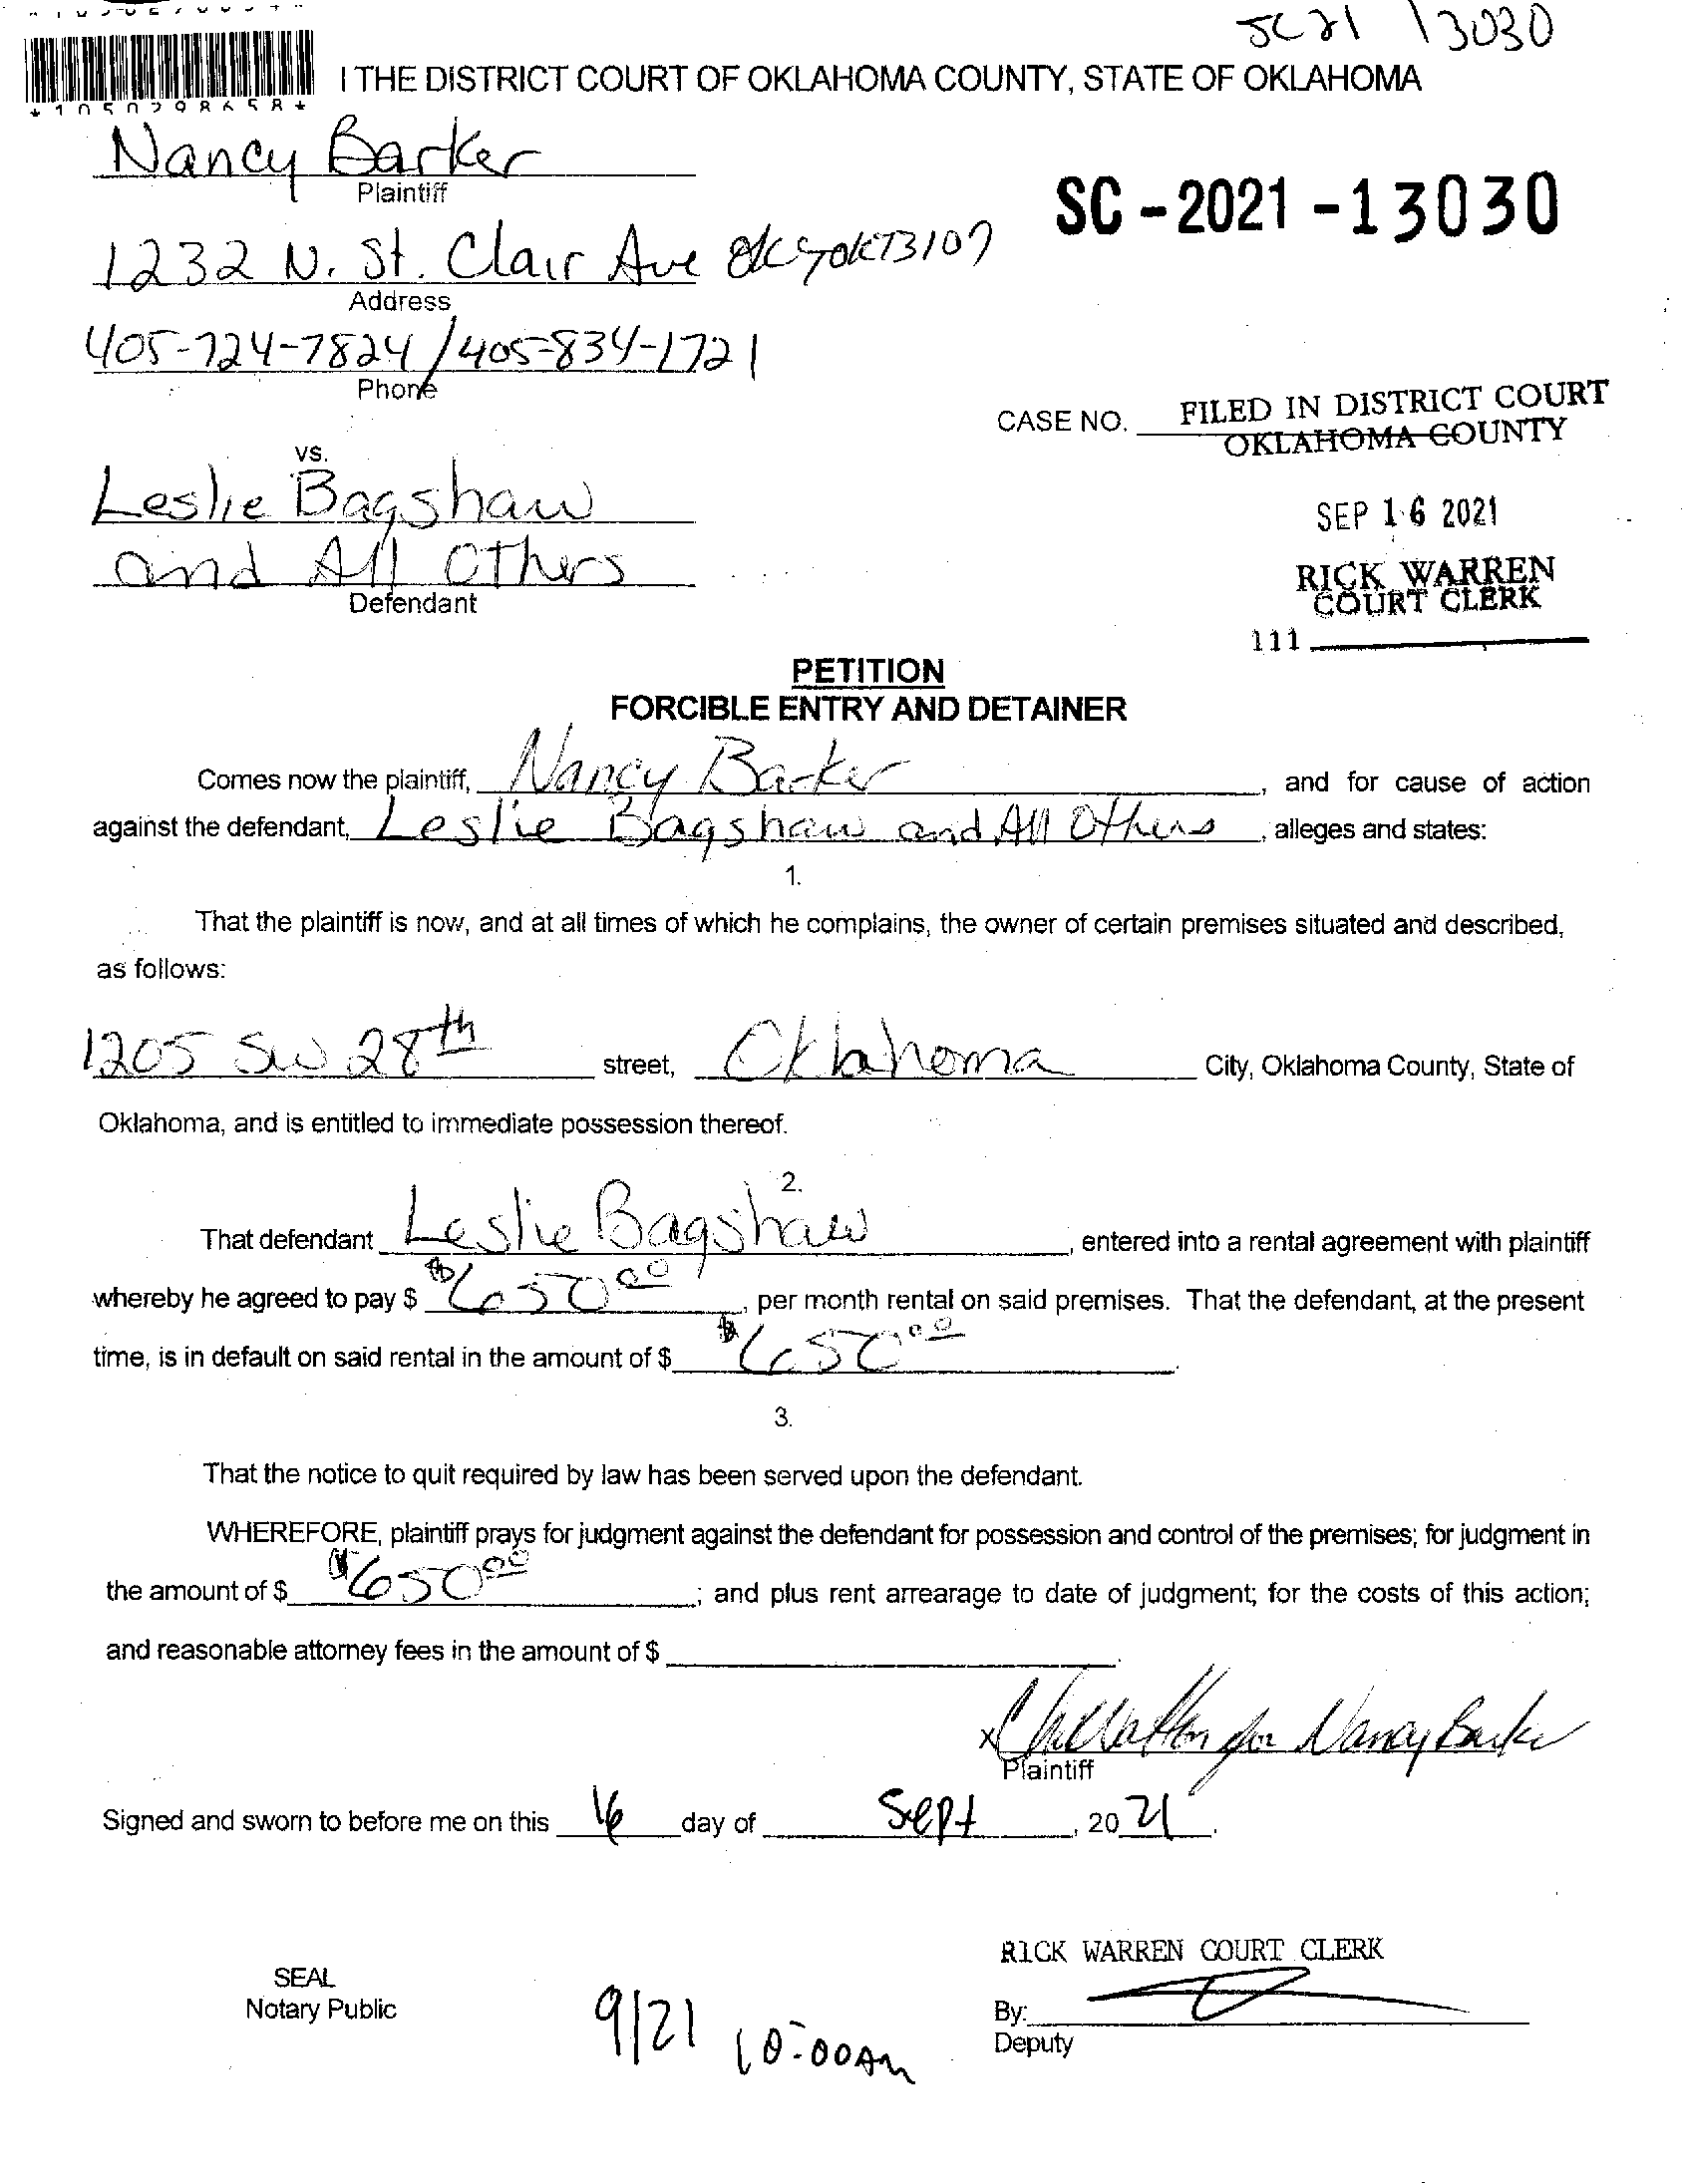 SC 21 13030
*1050298658*
I THE DISTRICT COURT OF OKLAHOMA COUNTY, STATE OF OKLAHOMA
Nancy Barker
Plaintiff
SC-2021-13030
1232 N. St. Clair Ave OKC, OK 73107
Address
405-724-7824 / 405-834-1721
Phone
CASE NO.
FILED IN DISTRICT COURT
OKLAHOMA COUNTY
vs.
Leslie Bagshaw
SEP 16 2021
and All Others
Defendant
RICK WARREN
COURT CLERK
111
PETITION
FORCIBLE ENTRY AND DETAINER
Comes now the plaintiff, Nancy Barker, and for cause of action
against the defendant, Leslie Bagshaw and All Others, alleges and states:
1.
That the plaintiff is now, and at all times of which he complains, the owner of certain premises situated and described,
as follows:
1205 SW 28th street, Oklahoma City, Oklahoma County, State of
Oklahoma, and is entitled to immediate possession thereof.
2.
That defendant Leslie Bagshaw, entered into a rental agreement with plaintiff
whereby he agreed to pay $ $650.00, per month rental on said premises. That the defendant, at the present
time, is in default on said rental in the amount of $ $650.00.
3.
That the notice to quit required by law has been served upon the defendant.
WHEREFORE, plaintiff prays for judgment against the defendant for possession and control of the premises; for judgment in
the amount of $ $650.00; and plus rent arrearage to date of judgment; for the costs of this action;
and reasonable attorney fees in the amount of $ .
x for Nancy Barker
Plaintiff
Signed and sworn to before me on this 16 day of Sept, 2021.
RICK WARREN COURT CLERK
SEAL
Notary Public
9/21 10:00 AM
By:
Deputy